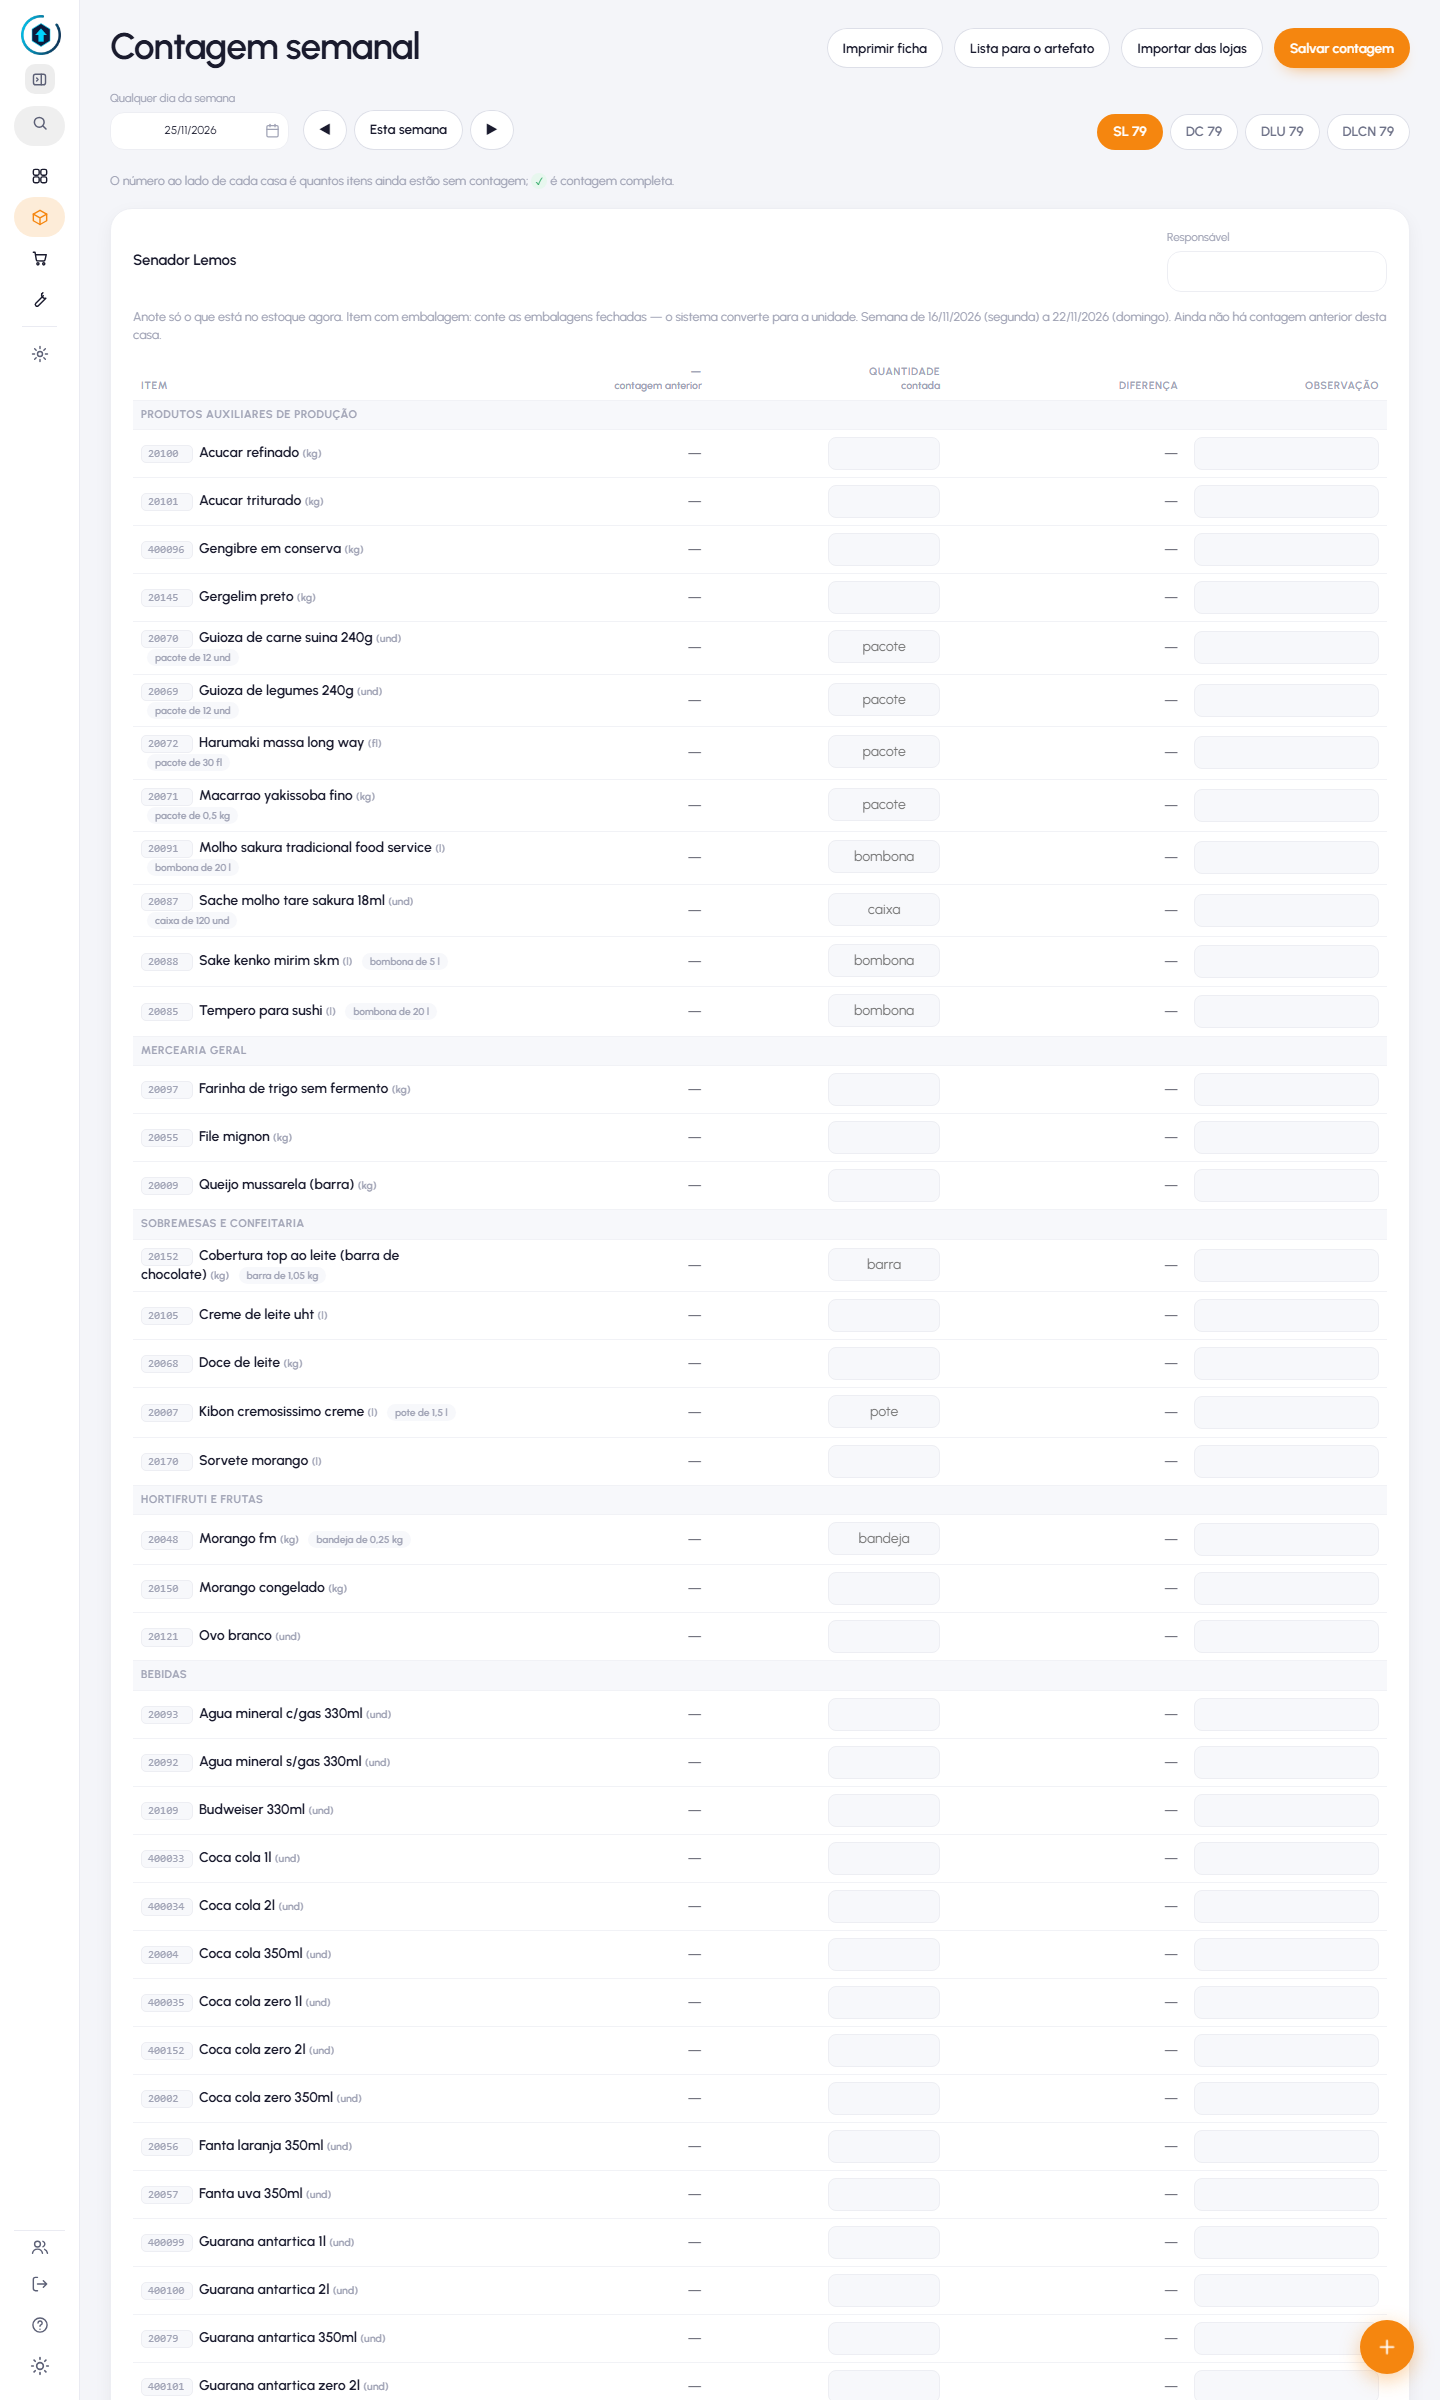 Contagem semanal
Imprimir ficha
Lista para o artefato
Importar das lojas
Salvar contagem
Qualquer dia da semana
25/11/2026
◀
Esta semana
▶
SL 79
DC 79
DLU 79
DLCN 79
O número ao lado de cada casa é quantos itens ainda estão sem contagem; ✓ é contagem completa.
Senador Lemos
Responsável
Anote só o que está no estoque agora. Item com embalagem: conte as embalagens fechadas — o sistema converte para a unidade. Semana de 16/11/2026 (segunda) a 22/11/2026 (domingo). Ainda não há contagem anterior desta
casa.
ITEM
—
contagem anterior
QUANTIDADE
contada
DIFERENÇA
OBSERVAÇÃO
PRODUTOS AUXILIARES DE PRODUÇÃO
20100 Acucar refinado (kg) — —
20101 Acucar triturado (kg) — —
400096 Gengibre em conserva (kg) — —
20145 Gergelim preto (kg) — —
20070 Guioza de carne suina 240g (und)
pacote de 12 und — pacote —
20069 Guioza de legumes 240g (und)
pacote de 12 und — pacote —
20072 Harumaki massa long way (fl)
pacote de 30 fl — pacote —
20071 Macarrao yakissoba fino (kg)
pacote de 0,5 kg — pacote —
20091 Molho sakura tradicional food service (l)
bombona de 20 l — bombona —
20087 Sache molho tare sakura 18ml (und)
caixa de 120 und — caixa —
20088 Sake kenko mirim skm (l) bombona de 5 l — bombona —
20085 Tempero para sushi (l) bombona de 20 l — bombona —
MERCEARIA GERAL
20097 Farinha de trigo sem fermento (kg) — —
20055 File mignon (kg) — —
20009 Queijo mussarela (barra) (kg) — —
SOBREMESAS E CONFEITARIA
20152 Cobertura top ao leite (barra de
chocolate) (kg) barra de 1,05 kg — barra —
20105 Creme de leite uht (l) — —
20068 Doce de leite (kg) — —
20007 Kibon cremosissimo creme (l) pote de 1,5 l — pote —
20170 Sorvete morango (l) — —
HORTIFRUTI E FRUTAS
20048 Morango fm (kg) bandeja de 0,25 kg — bandeja —
20150 Morango congelado (kg) — —
20121 Ovo branco (und) — —
BEBIDAS
20093 Agua mineral c/gas 330ml (und) — —
20092 Agua mineral s/gas 330ml (und) — —
20109 Budweiser 330ml (und) — —
400033 Coca cola 1l (und) — —
400034 Coca cola 2l (und) — —
20004 Coca cola 350ml (und) — —
400035 Coca cola zero 1l (und) — —
400152 Coca cola zero 2l (und) — —
20002 Coca cola zero 350ml (und) — —
20056 Fanta laranja 350ml (und) — —
20057 Fanta uva 350ml (und) — —
400099 Guarana antartica 1l (und) — —
400100 Guarana antartica 2l (und) — —
20079 Guarana antartica 350ml (und) — —
400101 Guarana antartica zero 2l (und) — —